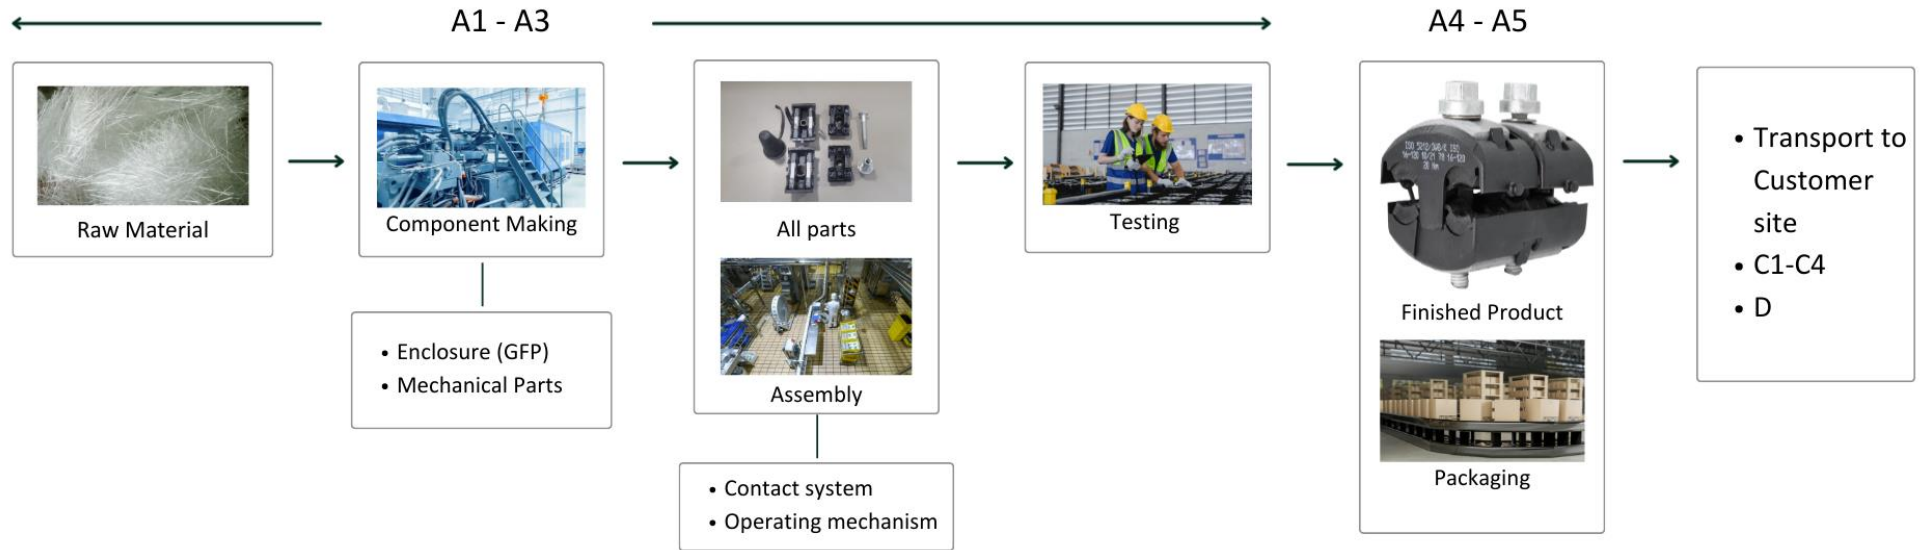 A1 - A3
A4 - A5
Raw Material
Component Making
• Enclosure (GFP)
• Mechanical Parts
All parts
Assembly
• Contact system
• Operating mechanism
Testing
Finished Product
Packaging
• Transport to
Customer
site
• C1-C4
• D